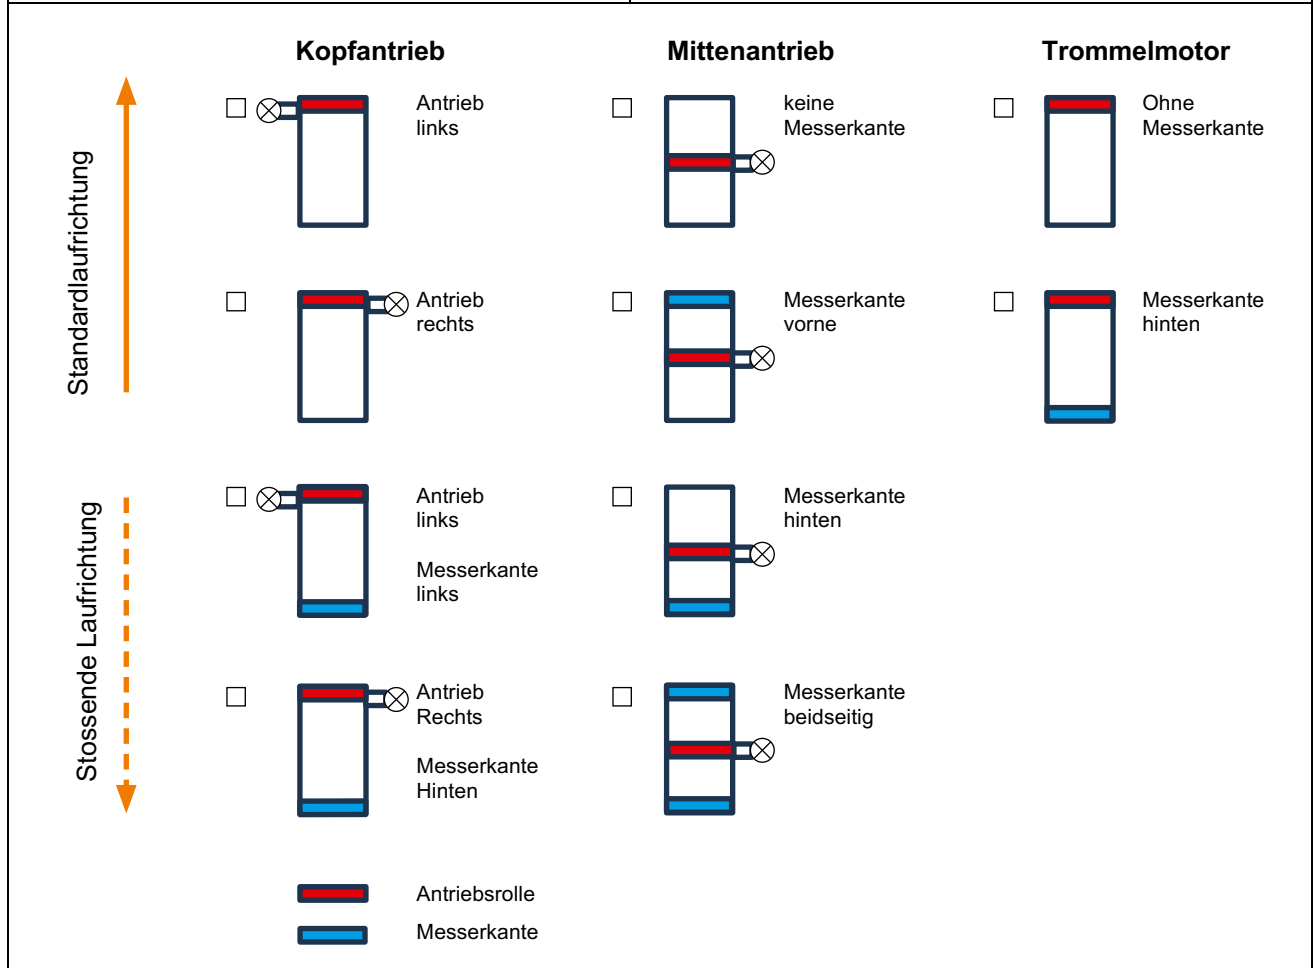 Kopfantrieb
Mittenantrieb
Trommelmotor
Standardlaufrichtung
Stossende Laufrichtung
Antrieb
links
keine
Messerkante
Ohne
Messerkante
Antrieb
rechts
Messerkante
vorne
Messerkante
hinten
Antrieb
links
Messerkante
links
Messerkante
hinten
Antrieb
Rechts
Messerkante
Hinten
Messerkante
beidseitig
Antriebsrolle
Messerkante